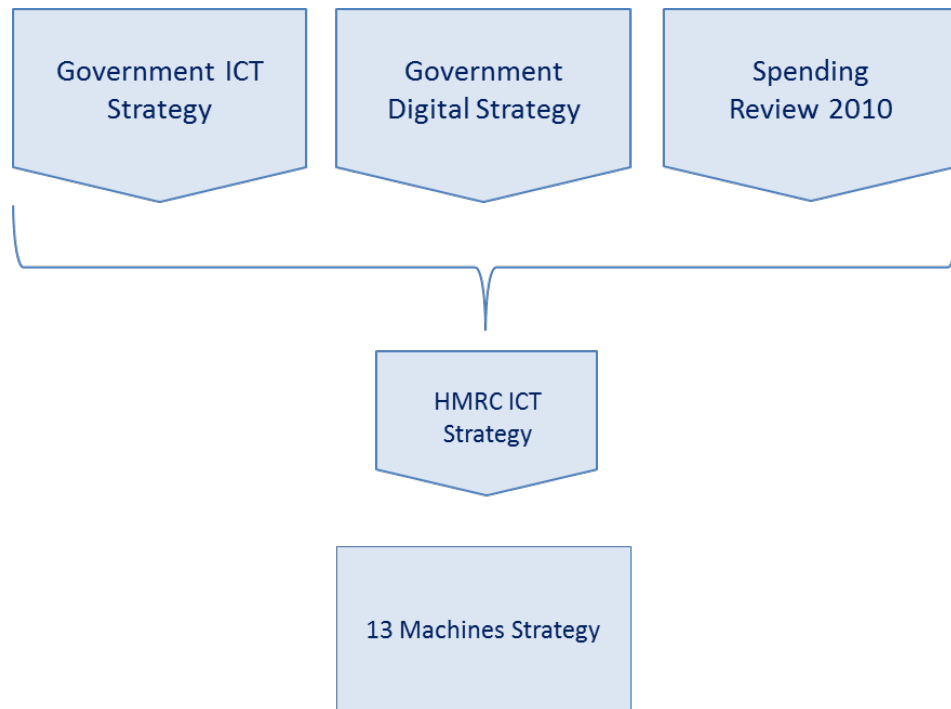 Government ICT
Strategy
Government
Digital Strategy
Spending
Review 2010
HMRC ICT
Strategy
13 Machines Strategy